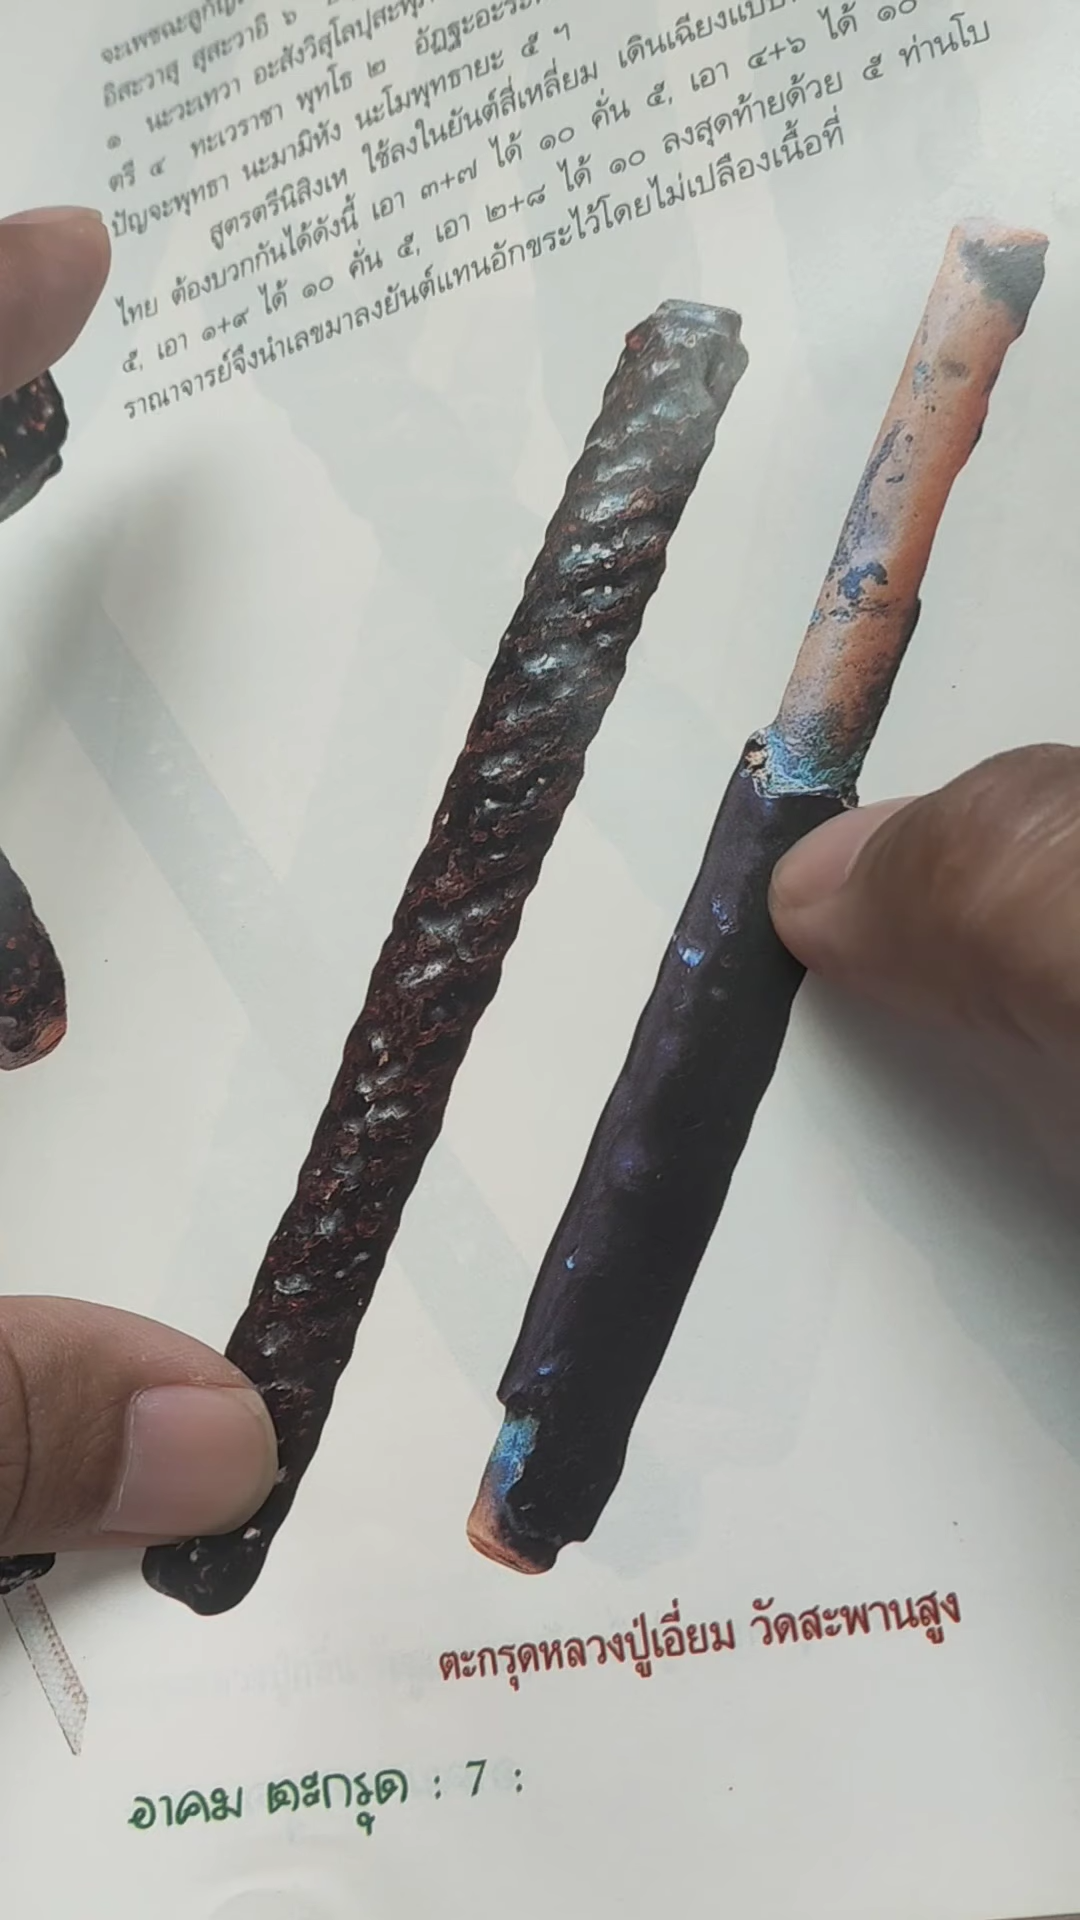 อิสะวาสุ สุสะวาอิ ๖
๑ นะวะเทวา อะสังวิสุโลปุสะพุ
ตรี ๔ ทะเวราชา พุทโธ ๒ อัฏฐะอะระ
ปัญจะพุทธา นะมามิหัง นะโมพุทธายะ ๕ ฯ
สูตรตรีนิสิงเห ใช้ลงในยันต์สี่เหลี่ยม เดินเฉียงแบบ
ไทย ต้องบวกกันได้ดังนี้ เอา ๓+๗ ได้ ๑๐ คั่น ๕, เอา ๔+๖ ได้ ๑๐
๕, เอา ๑+๙ ได้ ๑๐ คั่น ๕, เอา ๒+๘ ได้ ๑๐ ลงสุดท้ายด้วย ๕ ท่านโบ
ราณาจารย์จึงนำเลขมาลงยันต์แทนอักขระไว้โดยไม่เปลืองเนื้อที่
ตะกรุดหลวงปู่เอี่ยม วัดสะพานสูง
อาคม ตะกรุด : 7 :